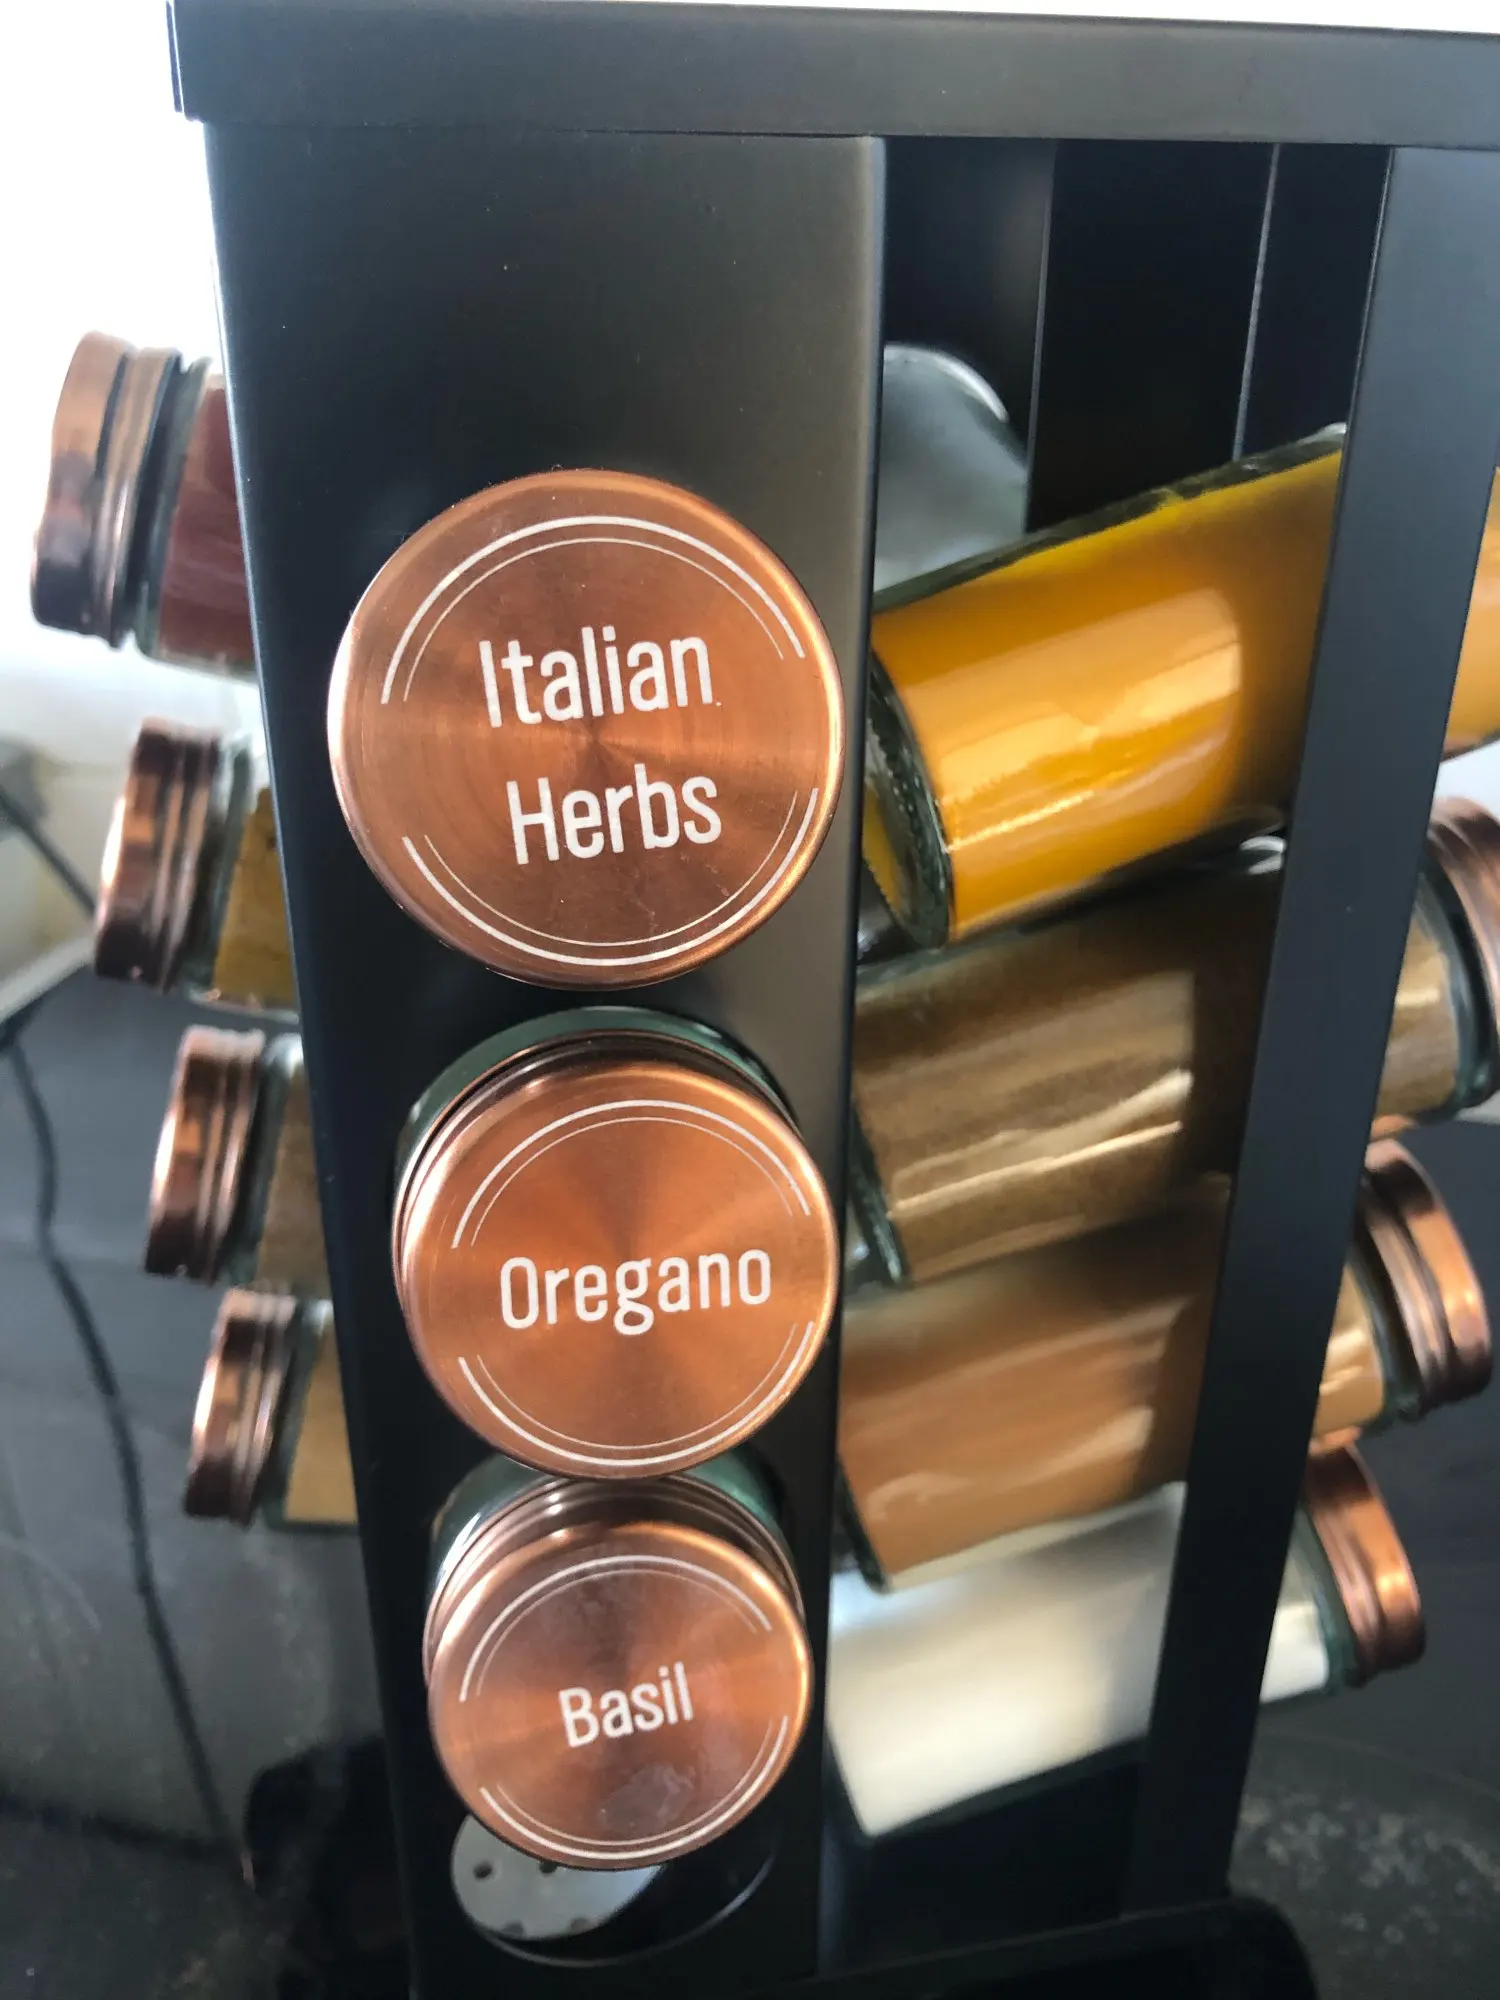 Italian
Herbs
Oregano
Basil